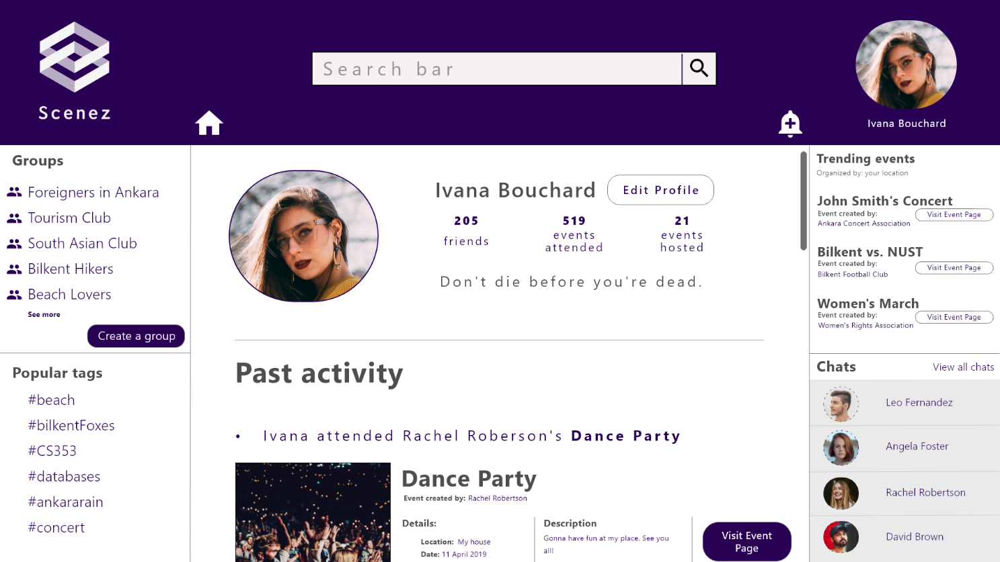 Scenez
Search bar
Ivana Bouchard
Groups
Foreigners in Ankara
Tourism Club
South Asian Club
Bilkent Hikers
Beach Lovers
See more
Create a group
Popular tags
#beach
#bilkentFoxes
#CS353
#databases
#ankararain
#concert
Ivana Bouchard
Edit Profile
205
friends
519
events
attended
21
events
hosted
Don't die before you're dead.
Past activity
• Ivana attended Rachel Roberson's Dance Party
Dance Party
Event created by: Rachel Robertson
Details:
Location: My house
Date: 11 April 2019
Description
Gonna have fun at my place. See you
all!
Visit Event
Page
Trending events
Organized by: your location
John Smith's Concert
Event created by:
Ankara Concert Association
Visit Event Page
Bilkent vs. NUST
Event created by:
Bilkent Football Club
Visit Event Page
Women's March
Event created by:
Women's Rights Association
Visit Event Page
Chats
View all chats
Leo Fernandez
Angela Foster
Rachel Robertson
David Brown